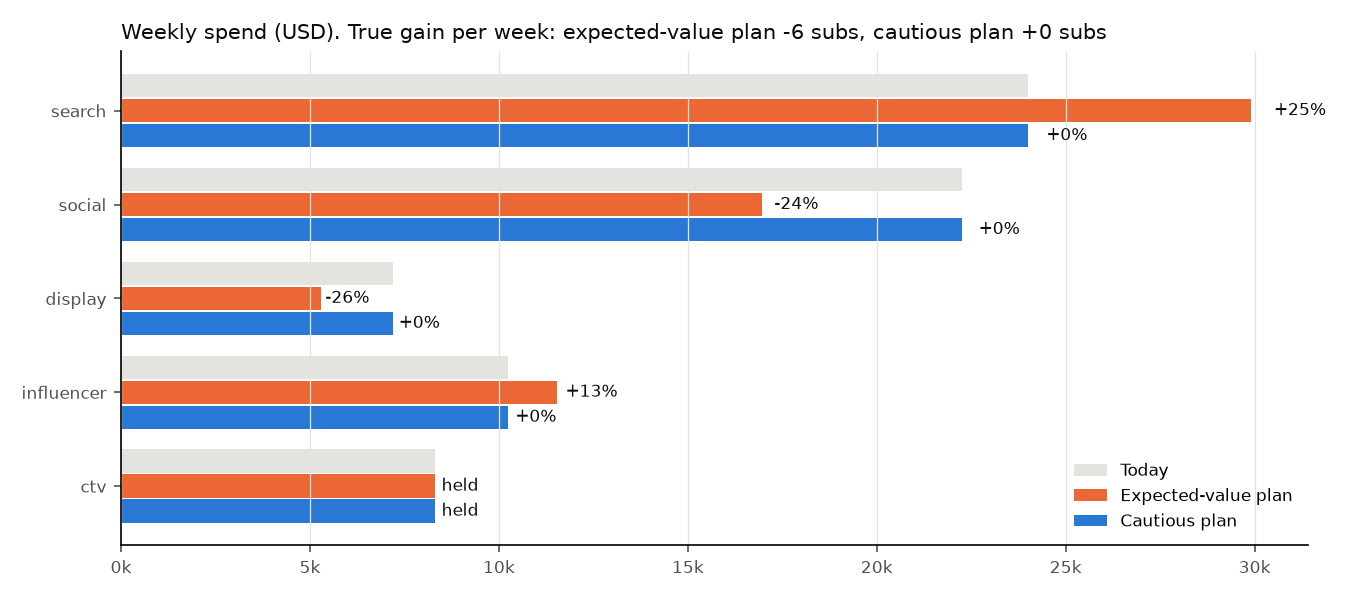 Weekly spend (USD). True gain per week: expected-value plan -6 subs, cautious plan +0 subs
search
+25%
+0%
social
-24%
+0%
display
-26%
+0%
influencer
+13%
+0%
ctv
held
held
Today
Expected-value plan
Cautious plan
0k
5k
10k
15k
20k
25k
30k